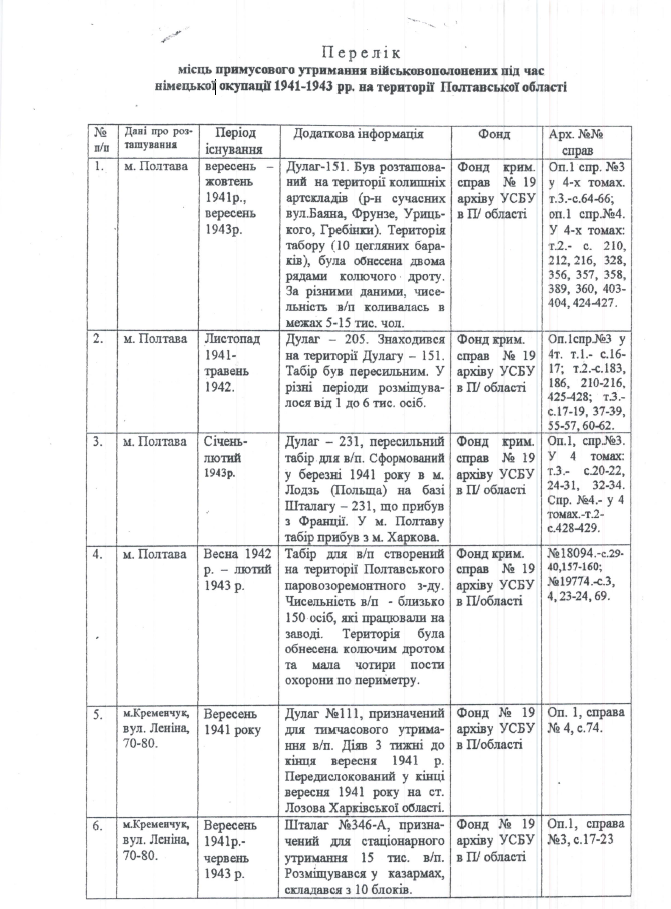 Перелік
місць примусового утримання військовополонених під час
німецької окупації 1941-1943 рр. на території Полтавської області
№ п/п
Дані про роз-
ташування
Період
існування
Додаткова інформація
Фонд
Арх. №№
справ
1.
м. Полтава
вересень –
жовтень
1941р.,
вересень
1943р.
Дулаг-151. Був розташова-
ний на території колишніх
артскладів (р-н сучасних
вул.Баяна, Фрунзе, Уриць-
кого, Гребінки). Територія
табору (10 цегляних бара-
ків), була обнесена двома
рядами колючого дроту.
За різними даними, чисе-
льність в/п коливалась в
межах 5-15 тис. чол.
Фонд крим.
справ № 19
архіву УСБУ
в П/ області
Оп.1 спр. №3
у 4-х томах.
т.3.-с.64-66;
оп.1 спр.№4.
У 4-х томах:
т.2.- с. 210,
212, 216, 328,
356, 357, 358,
389, 360, 403-
404, 424-427.
2.
м. Полтава
Листопад
1941-
травень
1942.
Дулаг – 205. Знаходився
на території Дулагу – 151.
Табір був пересильним. У
різні періоди розміщува-
лося від 1 до 6 тис. осіб.
Фонд крим.
справ № 19
архіву УСБУ
в П/ області
Оп.1спр.№3 у
4т. т.1.- с.16-
17; т.2.-с.183,
186, 210-216,
425-428; т.3.-
с.17-19, 37-39,
55-57, 60-62.
3.
м. Полтава
Січень-
лютий
1943р.
Дулаг – 231, пересильний
табір для в/п. Сформований
у березні 1941 року в м.
Лодзь (Польща) на базі
Шталагу – 231, що прибув
з Франції. У м. Полтаву
табір прибув з м. Харкова.
Фонд крим.
справ № 19
архіву УСБУ
в П/ області
Оп.1, спр.№3.
У 4 томах:
т.3.- с.20-22,
24-31, 32-34.
Спр. №4.- у 4
томах.-т.2-
с.428-429.
4.
м. Полтава
Весна 1942
р. – лютий
1943 р.
Табір для в/п створений
на території Полтавського
паровозоремонтного з-ду.
Чисельність в/п - близько
150 осіб, які працювали на
заводі. Територія була
обнесена колючим дротом
та мала чотири пости
охорони по периметру.
Фонд крим.
справ № 19
архіву УСБУ
в П/області
№18094.-с.29-
40,157-160;
№19774.-с.3,
4, 23-24, 69.
5.
м.Кременчук,
вул. Леніна,
70-80.
Вересень
1941 року
Дулаг №111, призначений
для тимчасового утрима-
ння в/п. Діяв 3 тижні до
кінця вересня 1941 р.
Передислокований у кінці
вересня 1941 року на ст.
Лозова Харківської області.
Фонд № 19
архіву УСБУ
в П/області
Оп. 1, справа
№ 4, с.74.
6.
м.Кременчук,
вул. Леніна,
70-80.
Вересень
1941р.-
червень
1943 р.
Шталаг №346-А, призна-
чений для стаціонарного
утримання 15 тис. в/п.
Розміщувався у казармах,
складався з 10 блоків.
Фонд № 19
архіву УСБУ
в П/ області
Оп.1, справа
№3, с.17-23